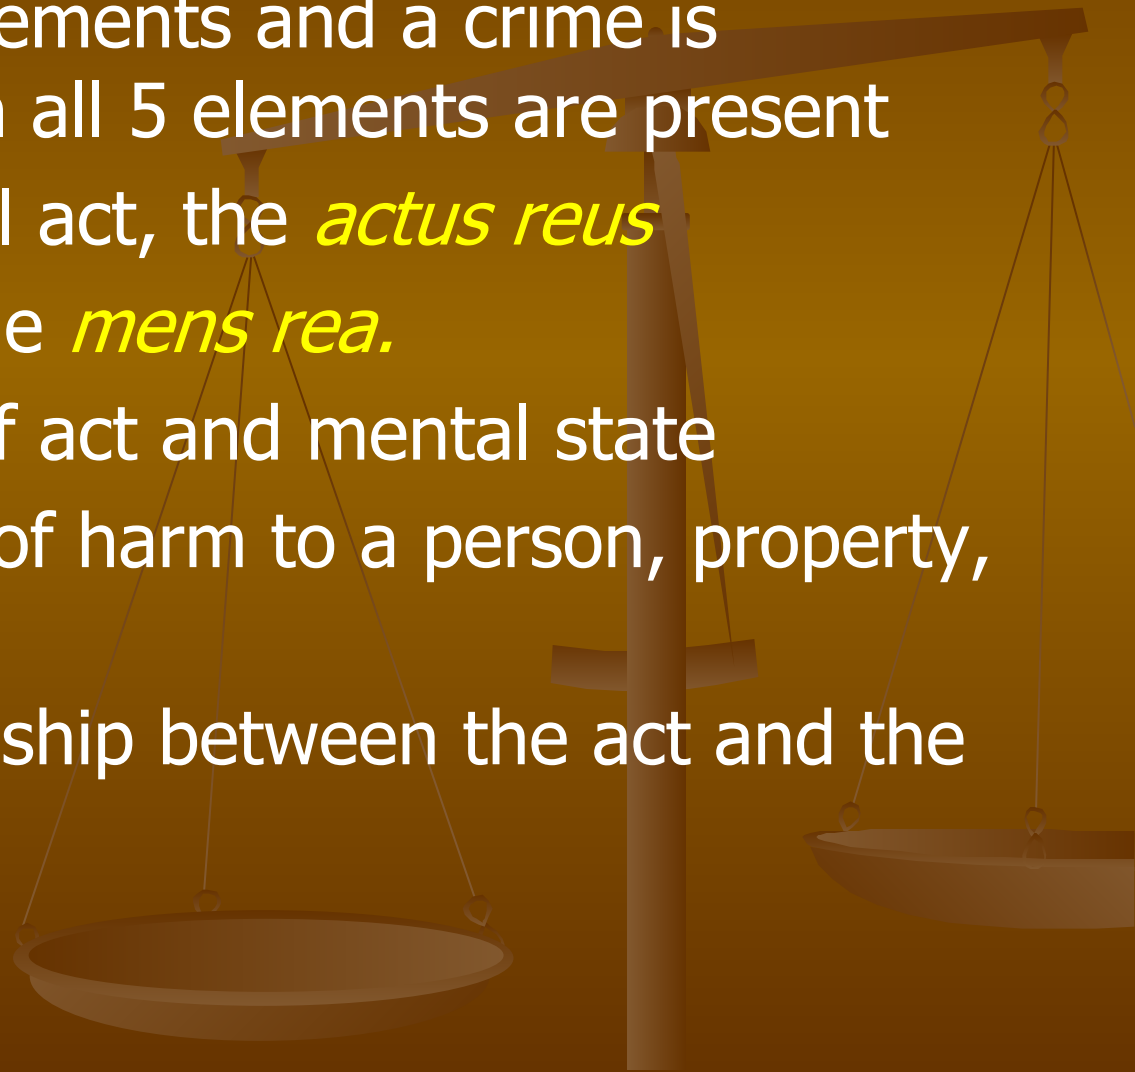 ements and a crime is
all 5 elements are present
act, the actus reus
e mens rea.
f act and mental state
of harm to a person, property,
ship between the act and the